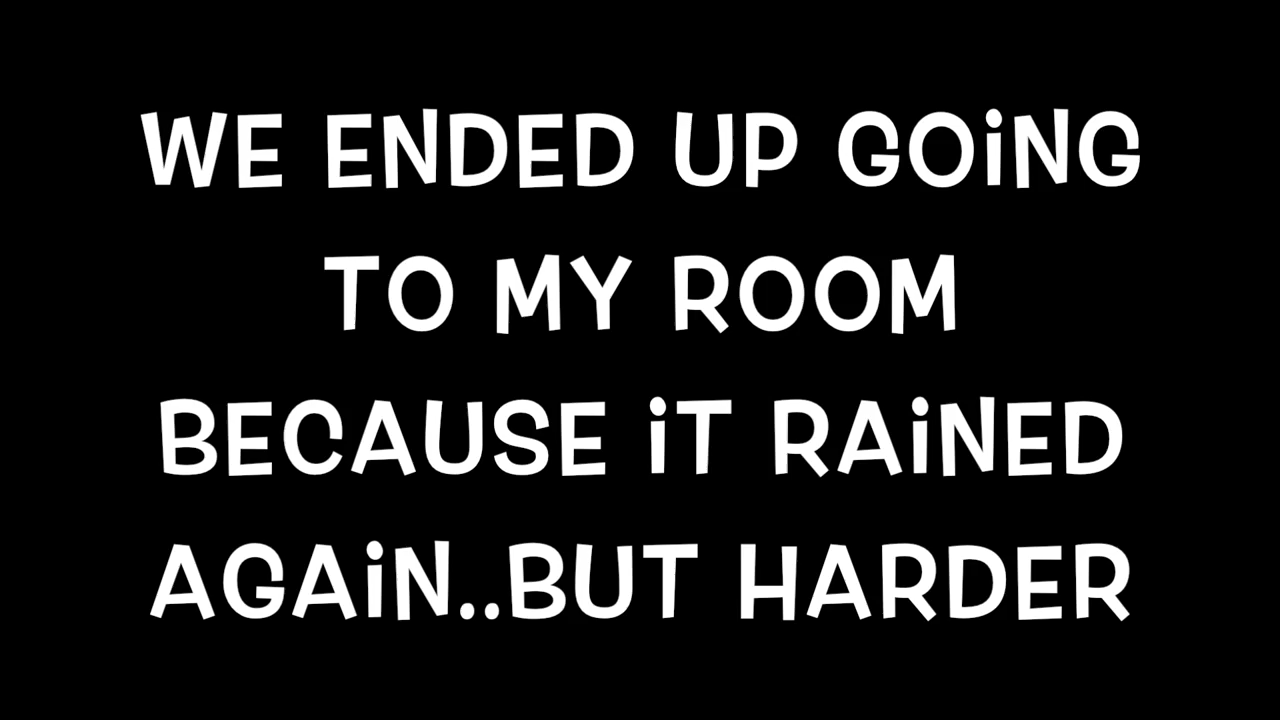 WE ENDED UP GOiNG
TO MY ROOM
BECAUSE iT RAiNED
AGAiN..BUT HARDER